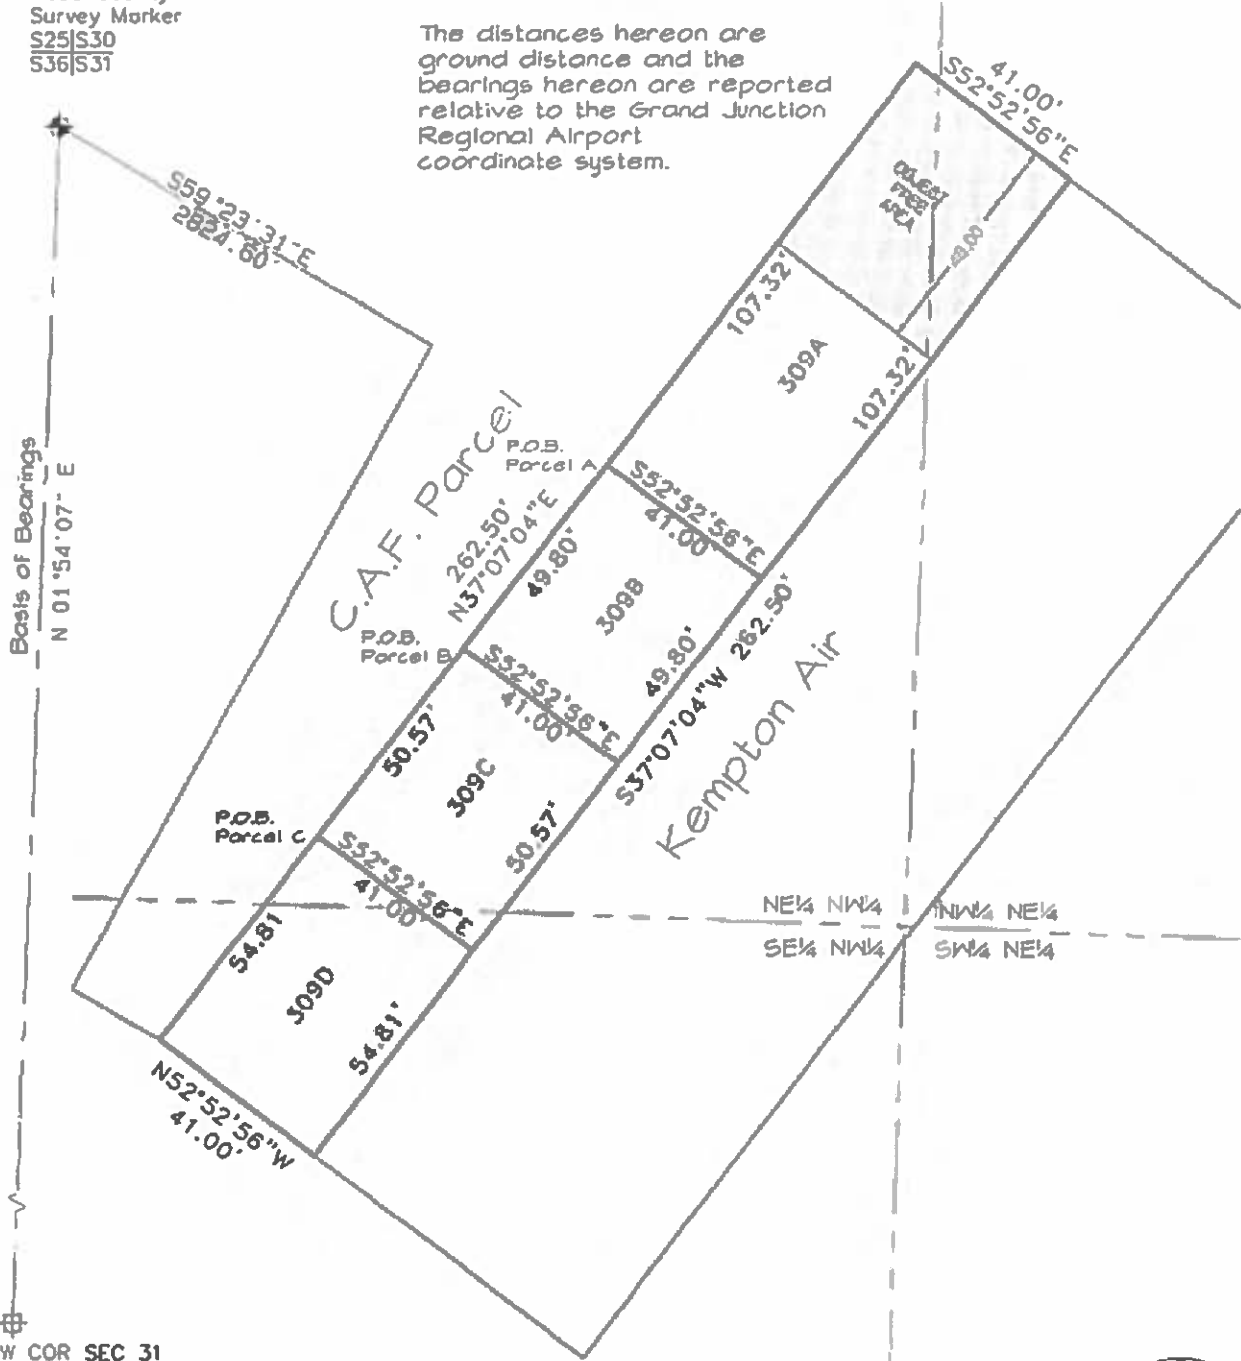 Survey Marker
S25|S30
S36|S31
The distances hereon are
ground distance and the
bearings hereon are reported
relative to the Grand Junction
Regional Airport
coordinate system.
41.00'
S52°52'56"E
S59°23'31"E
2824.60'
OBJECT
FREE
AREA
48.00
107.32'
309A
107.32'
Basis of Bearings
N 01°54'07" E
C.A.F. Parcel
P.O.B.
Parcel A
S52°52'56"E
41.00'
262.50'
N37°07'04"E
49.80'
309B
49.80'
S37°07'04"W 262.50'
Kempton Air
P.O.B.
Parcel B
S52°52'56"E
41.00'
50.57'
309C
50.57'
P.O.B.
Parcel C
S52°52'56"E
41.00'
54.81
309D
54.81'
N52°52'56"W
41.00'
NE¼ NW¼
NW¼ NE¼
SE¼ NW¼
SW¼ NE¼
W COR SEC 31